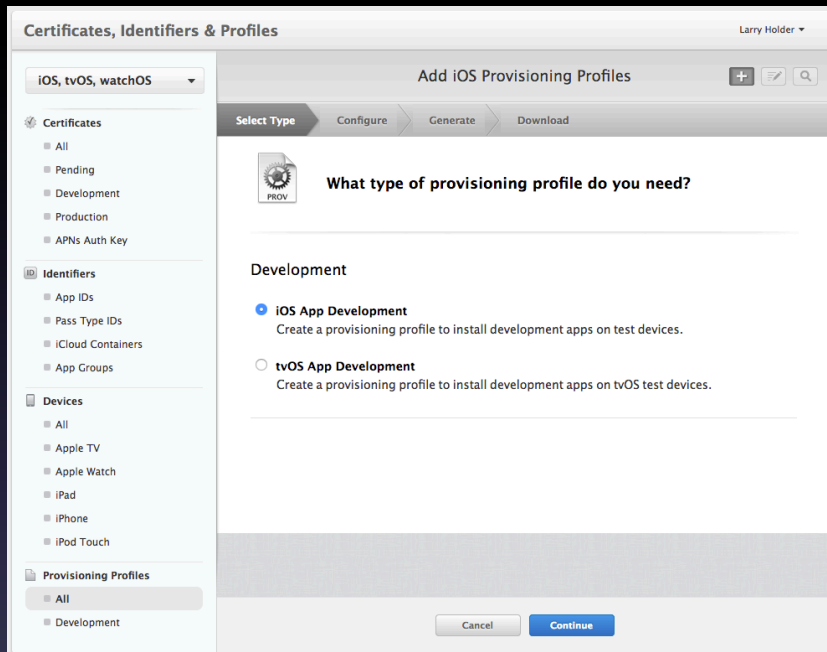 Certificates, Identifiers & Profiles
Larry Holder
iOS, tvOS, watchOS
Add iOS Provisioning Profiles
Select Type
Configure
Generate
Download
Certificates
All
Pending
Development
Production
APNs Auth Key
ID
Identifiers
App IDs
Pass Type IDs
iCloud Containers
App Groups
Devices
All
Apple TV
Apple Watch
iPad
iPhone
iPod Touch
Provisioning Profiles
All
Development
PROV
What type of provisioning profile do you need?
Development
iOS App Development
Create a provisioning profile to install development apps on test devices.
tvOS App Development
Create a provisioning profile to install development apps on tvOS test devices.
Cancel
Continue